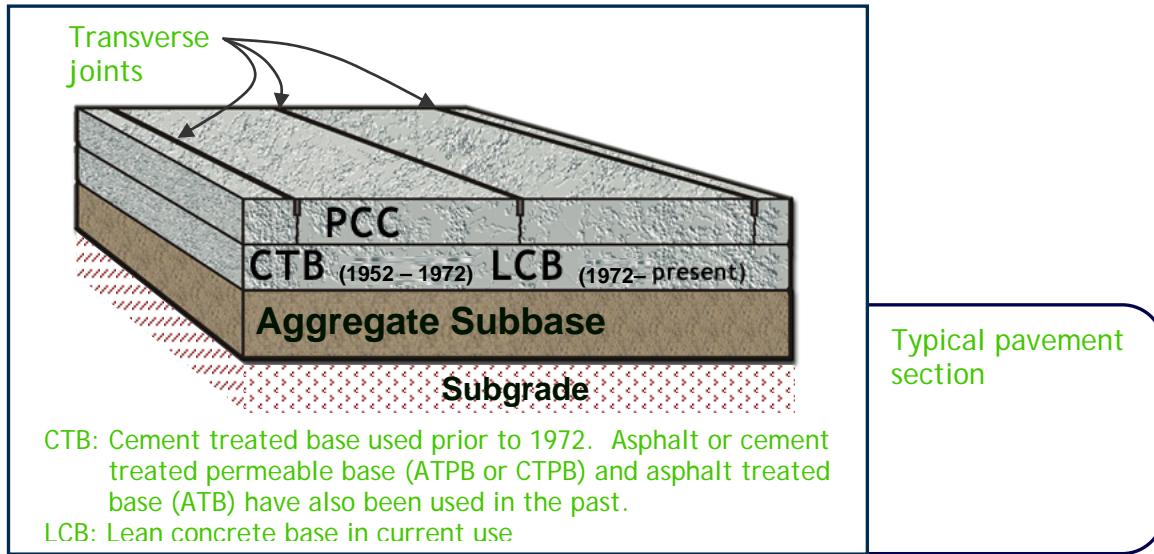 Transverse
joints
PCC
CTB (1952 – 1972) LCB (1972– present)
Aggregate Subbase
Subgrade
CTB: Cement treated base used prior to 1972. Asphalt or cement
treated permeable base (ATPB or CTPB) and asphalt treated
base (ATB) have also been used in the past.
LCB: Lean concrete base in current use
Typical pavement
section